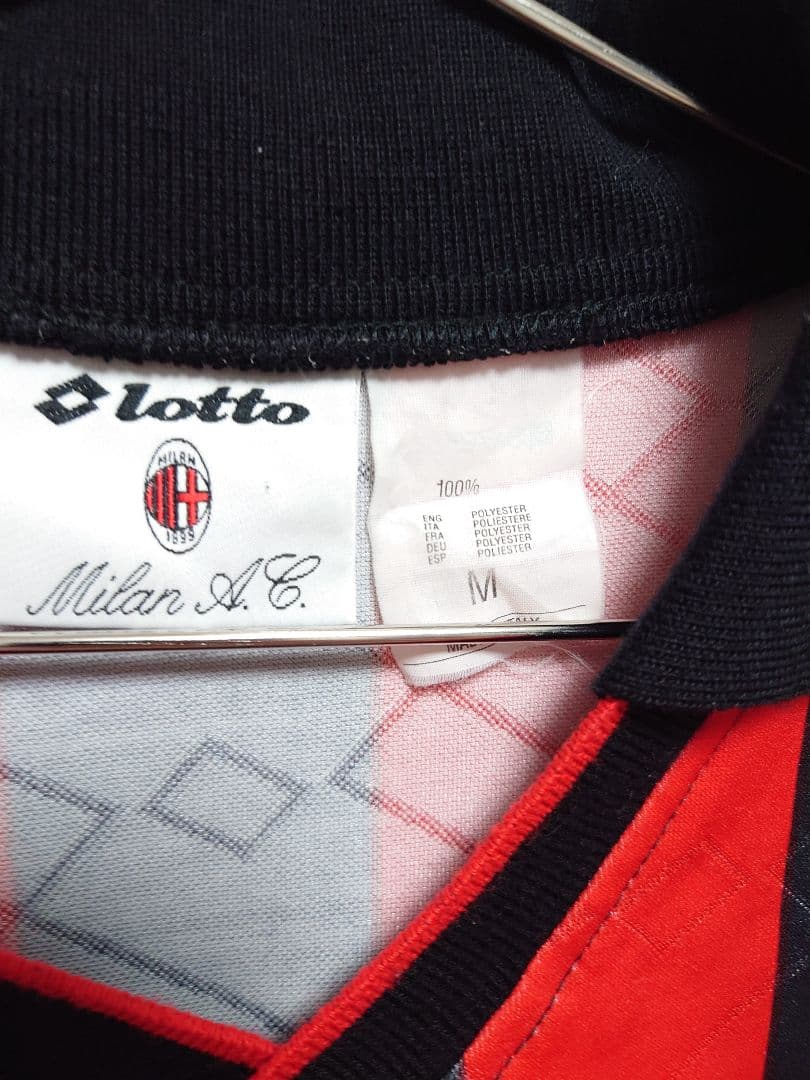 lotto
MILAN
1899
Milan A.C.
100%
ENG POLYESTER
ITA POLIESTERE
FRA POLYESTER
DEU POLYESTER
ESP POLIESTER
M